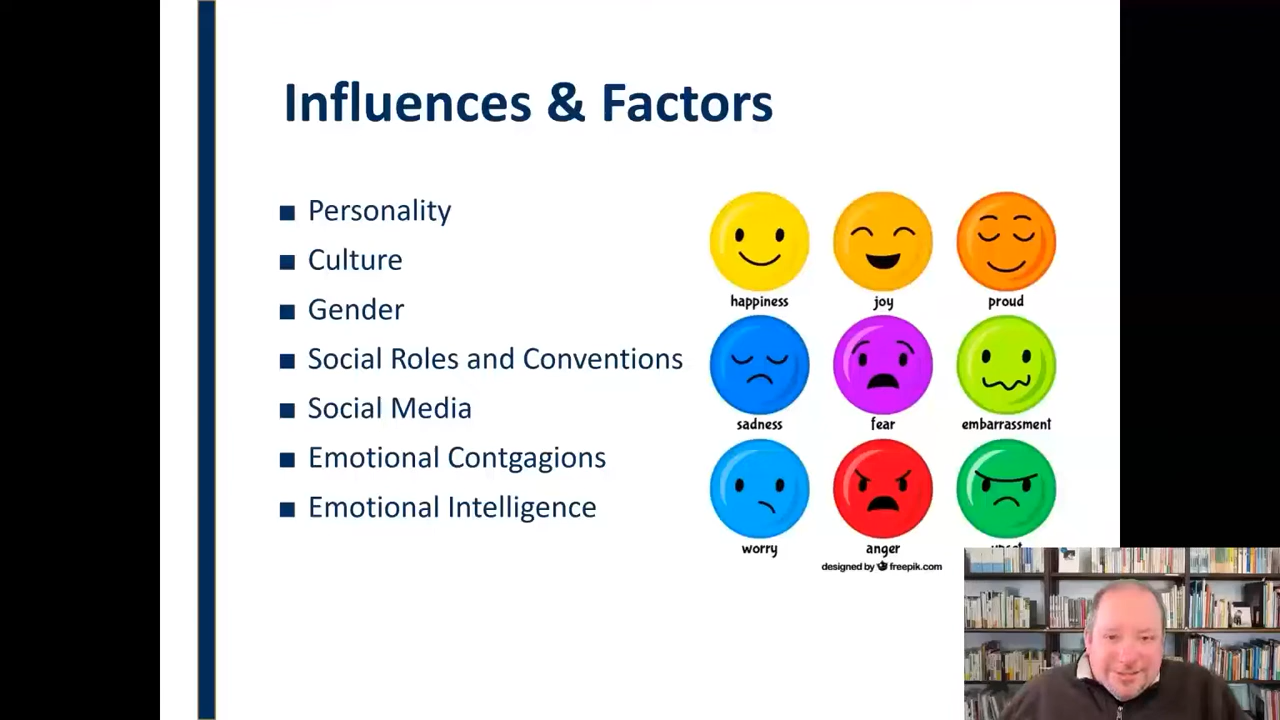 Influences & Factors
Personality
Culture
Gender
Social Roles and Conventions
Social Media
Emotional Contgagions
Emotional Intelligence
happiness joy proud
sadness fear embarrassment
worry anger
designed by freepik.com